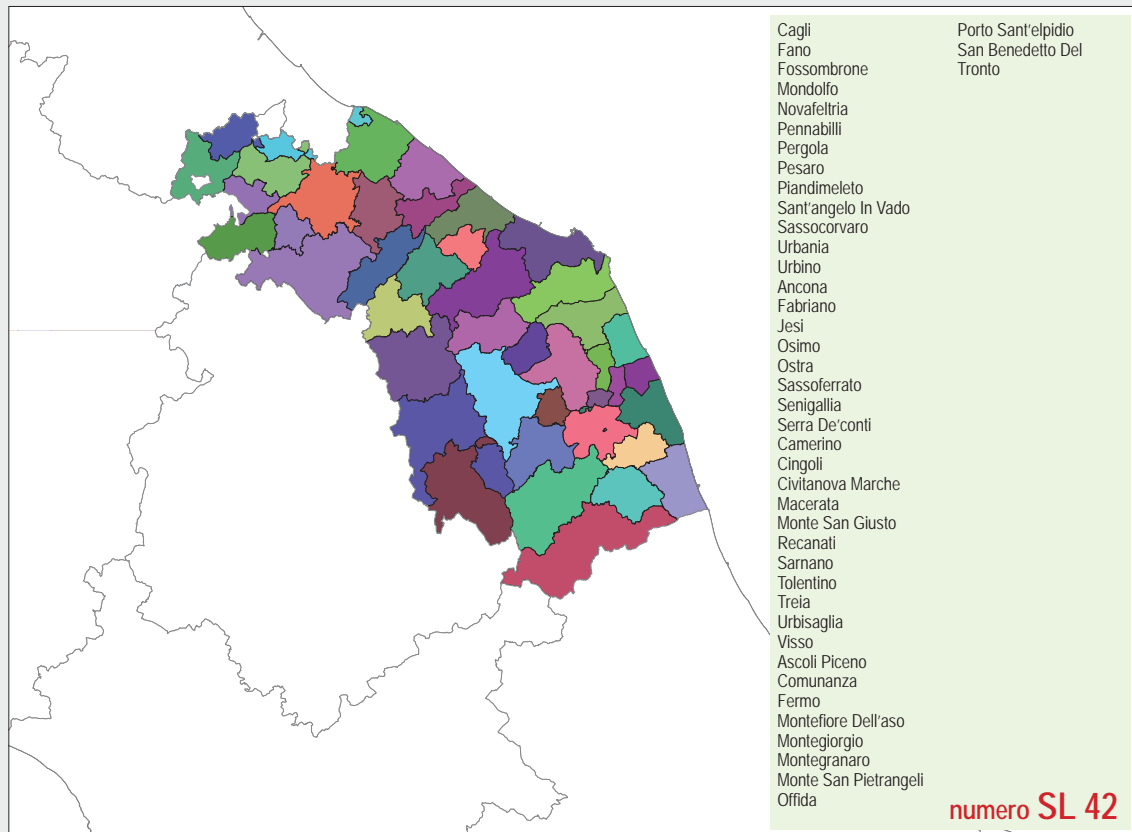 Cagli
Fano
Fossombrone
Mondolfo
Novafeltria
Pennabilli
Pergola
Pesaro
Piandimeleto
Sant'angelo In Vado
Sassocorvaro
Urbania
Urbino
Ancona
Fabriano
Jesi
Osimo
Ostra
Sassoferrato
Senigallia
Serra De'conti
Camerino
Cingoli
Civitanova Marche
Macerata
Monte San Giusto
Recanati
Sarnano
Tolentino
Treia
Urbisaglia
Visso
Ascoli Piceno
Comunanza
Fermo
Montefiore Dell'aso
Montegiorgio
Montegranaro
Monte San Pietrangeli
Offida
Porto Sant'elpidio
San Benedetto Del
Tronto
numero SL 42